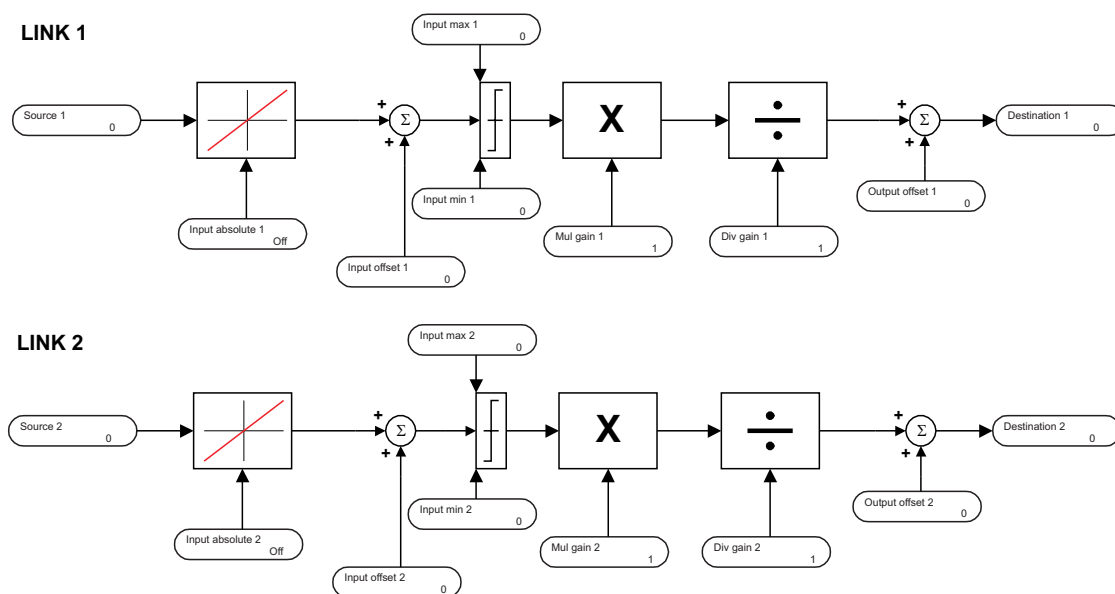 LINK 1
Input max 1
0
Source 1
0
+
+
Σ
X
÷
+
+
Σ
Destination 1
0
Input min 1
0
Output offset 1
0
Input absolute 1
Off
Mul gain 1
1
Div gain 1
1
Input offset 1
0
LINK 2
Input max 2
0
Source 2
0
+
+
Σ
X
÷
+
+
Σ
Destination 2
0
Input min 2
0
Output offset 2
0
Input absolute 2
Off
Mul gain 2
1
Div gain 2
1
Input offset 2
0